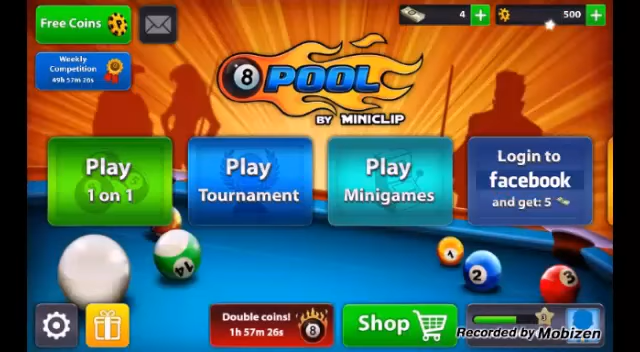 Free Coins
4
500
Weekly
Competition
49h 57m 26s
8
POOL
BY MINICLIP
Play
1 on 1
Play
Tournament
Play
Minigames
Login to
facebook
and get: 5
14
1
2
3
Double coins!
1h 57m 26s
8
Shop
Recorded by Mobizen